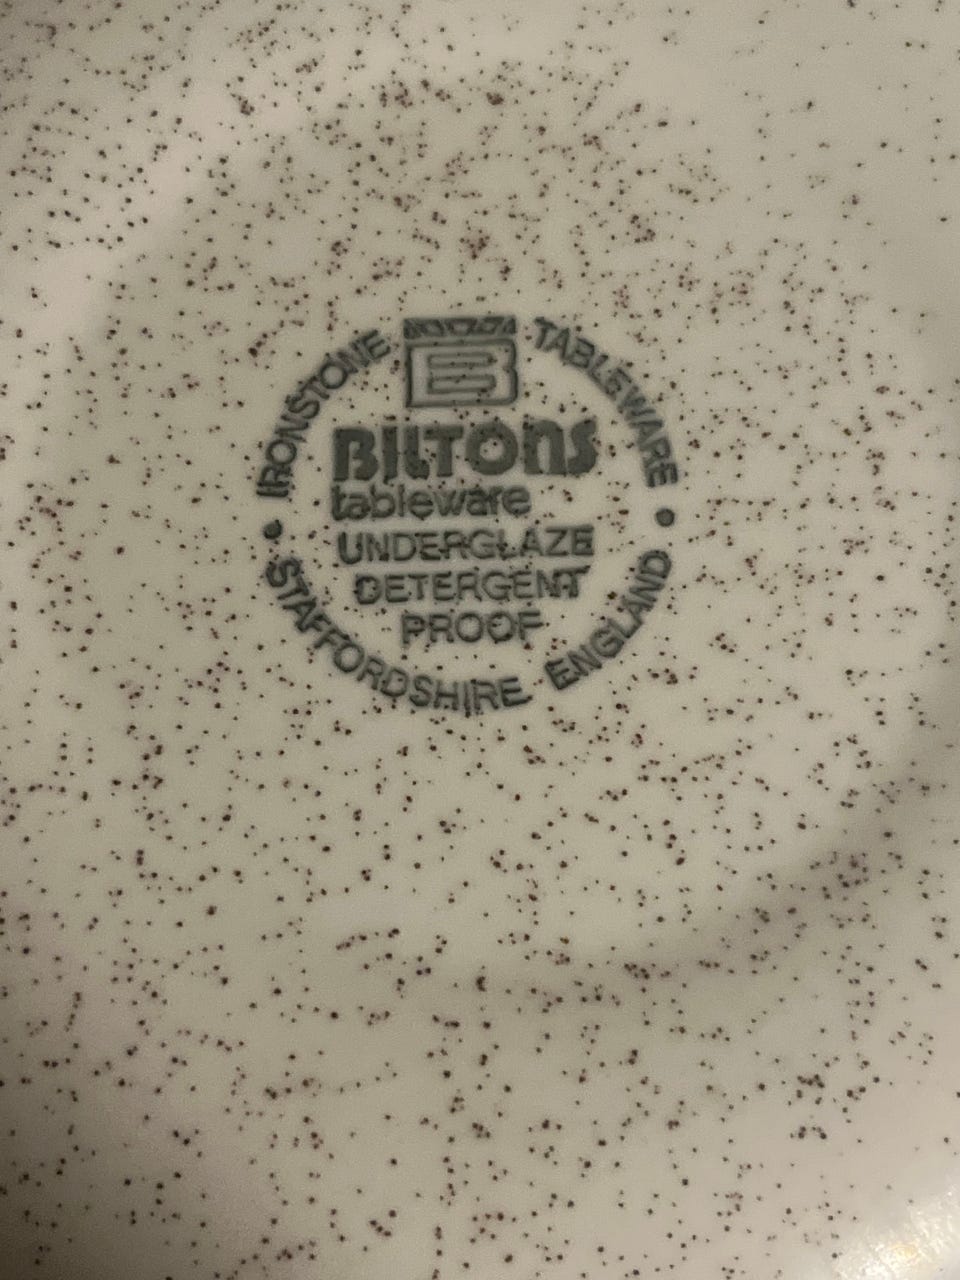 IRONSTONE TABLEWARE
B
BILTONS
tableware
UNDERGLAZE
DETERGENT
PROOF
STAFFORDSHIRE ENGLAND